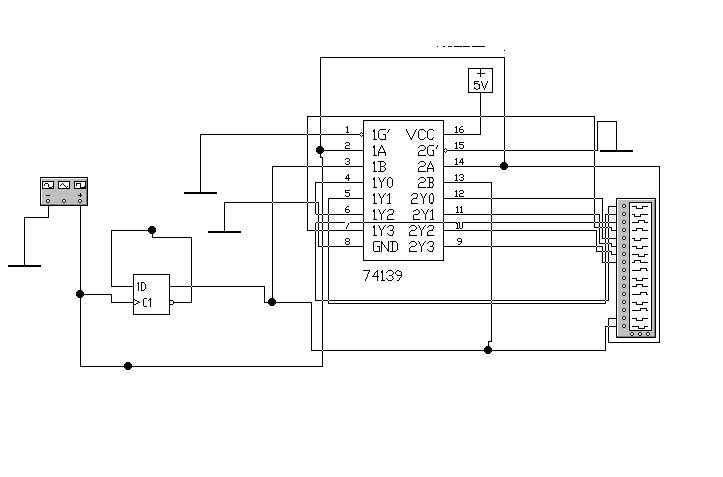 +
5V
1 1G' VCC 16
2 1A 2G' 15
3 1B 2A 14
4 1Y0 2B 13
5 1Y1 2Y0 12
6 1Y2 2Y1 11
7 1Y3 2Y2 10
8 GND 2Y3 9
74139
- +
1D
C1